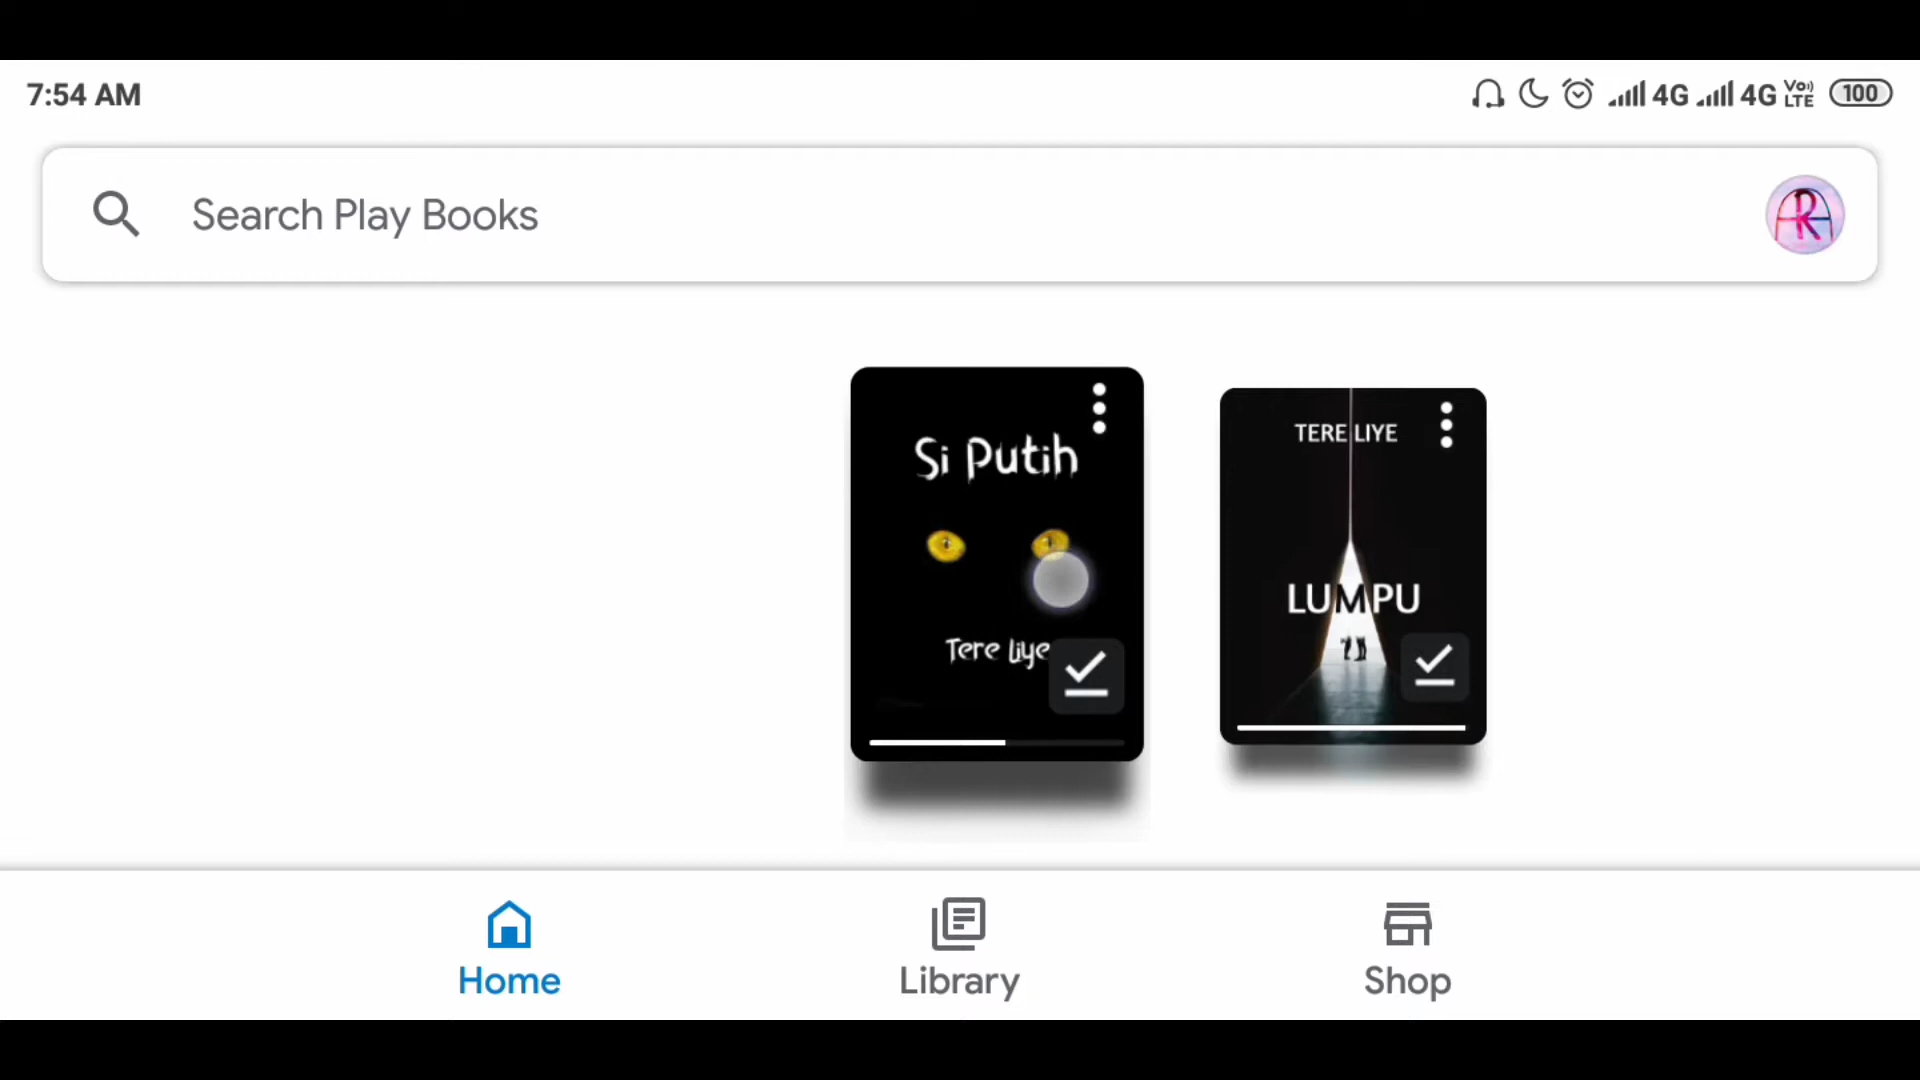 7:54 AM
4G 4G Vo LTE 100
Search Play Books
RA
Si Putih
Tere Liye
TERE LIYE
LUMPU
Home
Library
Shop